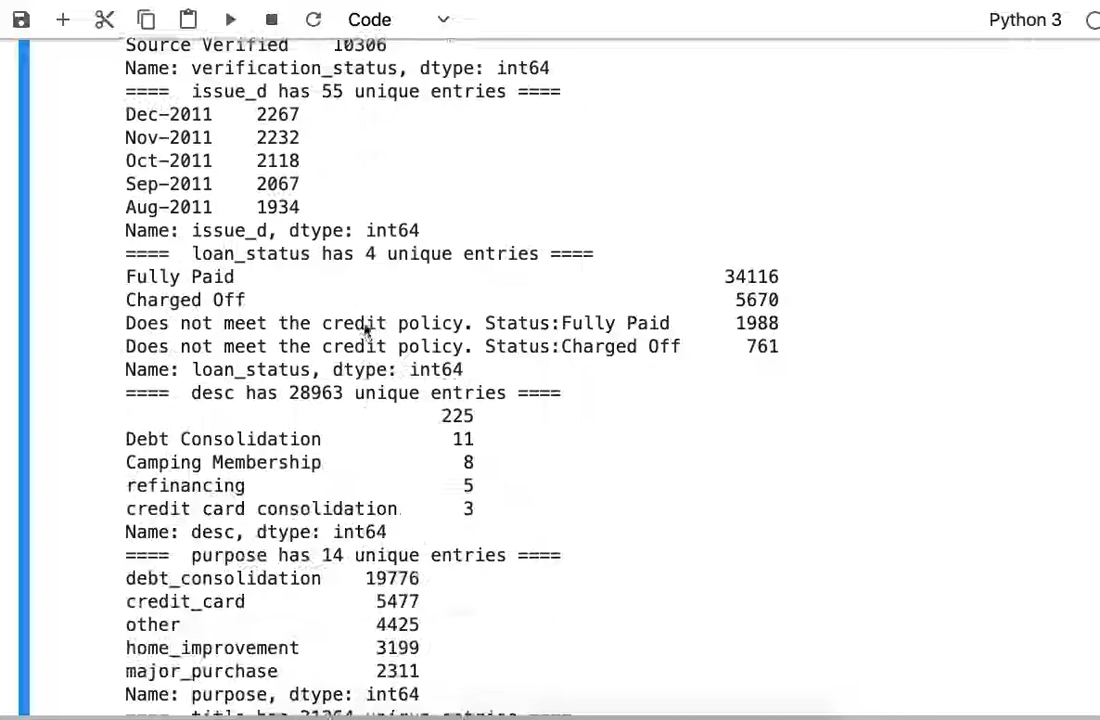 Code
Python 3
Source Verified 10306
Name: verification_status, dtype: int64
==== issue_d has 55 unique entries ====
Dec-2011 2267
Nov-2011 2232
Oct-2011 2118
Sep-2011 2067
Aug-2011 1934
Name: issue_d, dtype: int64
==== loan_status has 4 unique entries ====
Fully Paid 34116
Charged Off 5670
Does not meet the credit policy. Status:Fully Paid 1988
Does not meet the credit policy. Status:Charged Off 761
Name: loan_status, dtype: int64
==== desc has 28963 unique entries ====
225
Debt Consolidation 11
Camping Membership 8
refinancing 5
credit card consolidation 3
Name: desc, dtype: int64
==== purpose has 14 unique entries ====
debt_consolidation 19776
credit_card 5477
other 4425
home_improvement 3199
major_purchase 2311
Name: purpose, dtype: int64
==== title has 21264 unique entries ====